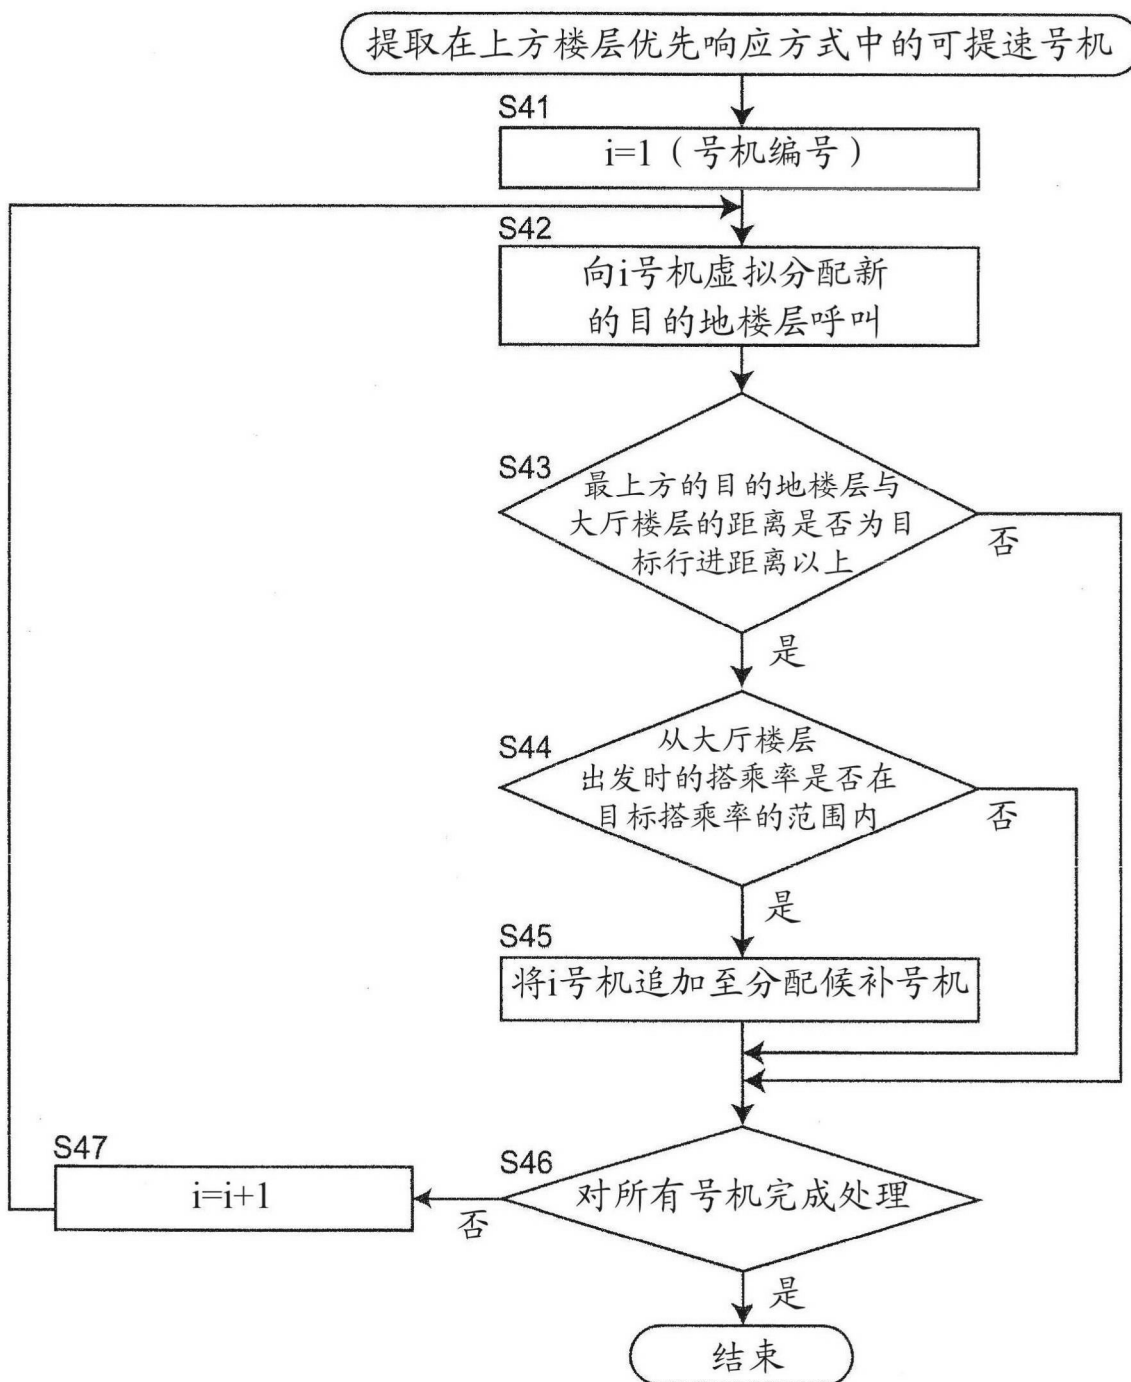 提取在上方楼层优先响应方式中的可提速号机
S41
i=1（号机编号）
S42
向i号机虚拟分配新
的目的地楼层呼叫
S43
最上方的目的地楼层与
大厅楼层的距离是否为目
标行进距离以上
否
是
S44
从大厅楼层
出发时的搭乘率是否在
目标搭乘率的范围内
否
是
S45
将i号机追加至分配候补号机
S46
对所有号机完成处理
S47
i=i+1
否
是
结束